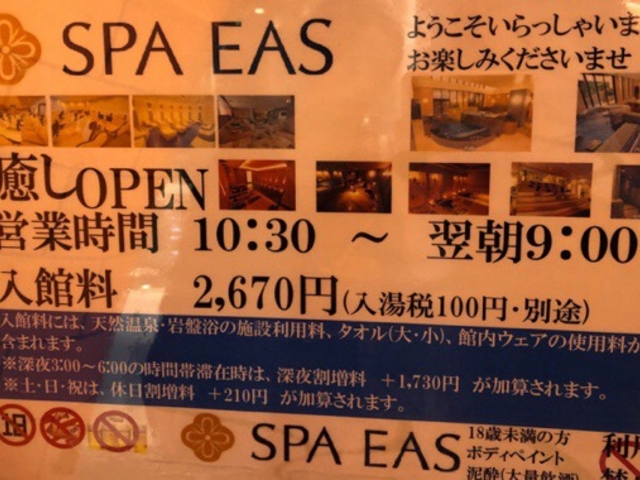 SPA EAS
ようこそいらっしゃいま
お楽しみくださいませ
癒しOPEN
営業時間 10:30 ～ 翌朝9:00
入館料 2,670円(入湯税100円・別途)
入館料には、天然温泉・岩盤浴の施設利用料、タオル(大・小)、館内ウェアの使用料が
含まれます。
※深夜3:00～6:00の時間帯滞在時は、深夜割増料 +1,730円 が加算されます。
※土・日・祝は、休日割増料 +210円 が加算されます。
SPA EAS
18歳未満の方
ボディペイント
泥酔(大量飲酒)
利用